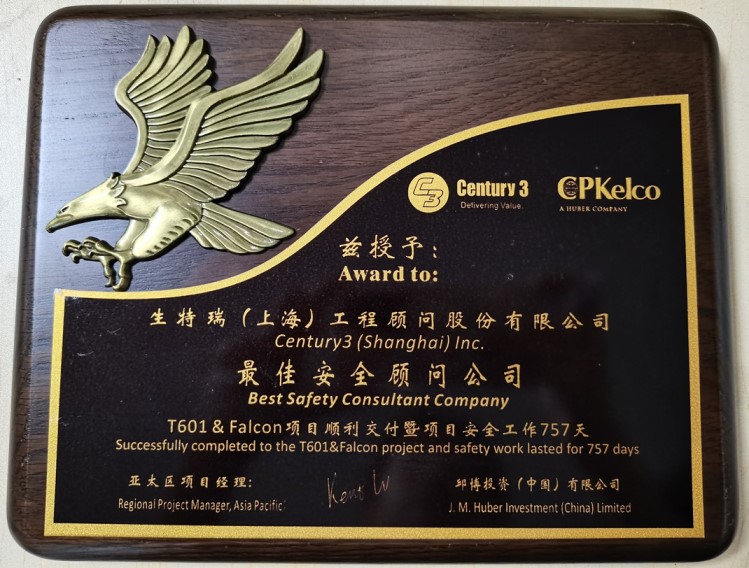 C3
Century 3
Delivering Value.
CPKelco
A HUBER COMPANY
兹授予:
Award to:
生特瑞(上海)工程顾问股份有限公司
Century3 (Shanghai) Inc.
最佳安全顾问公司
Best Safety Consultant Company
T601 & Falcon项目顺利交付暨项目安全工作757天
Successfully completed to the T601&Falcon project and safety work lasted for 757 days
亚太区项目经理:
Regional Project Manager, Asia Pacific
邱博投资(中国)有限公司
J. M. Huber Investment (China) Limited